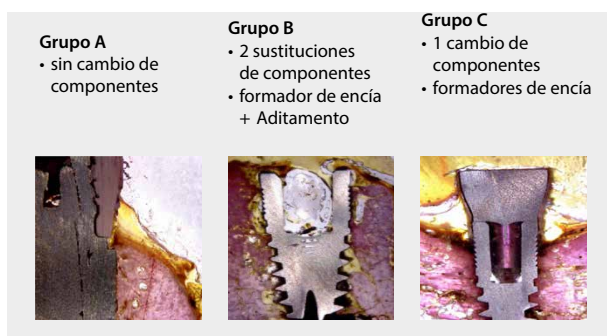 Grupo A
• sin cambio de
componentes
Grupo B
• 2 sustituciones
de componentes
• formador de encía
+ Aditamento
Grupo C
• 1 cambio de
componentes
• formadores de encía